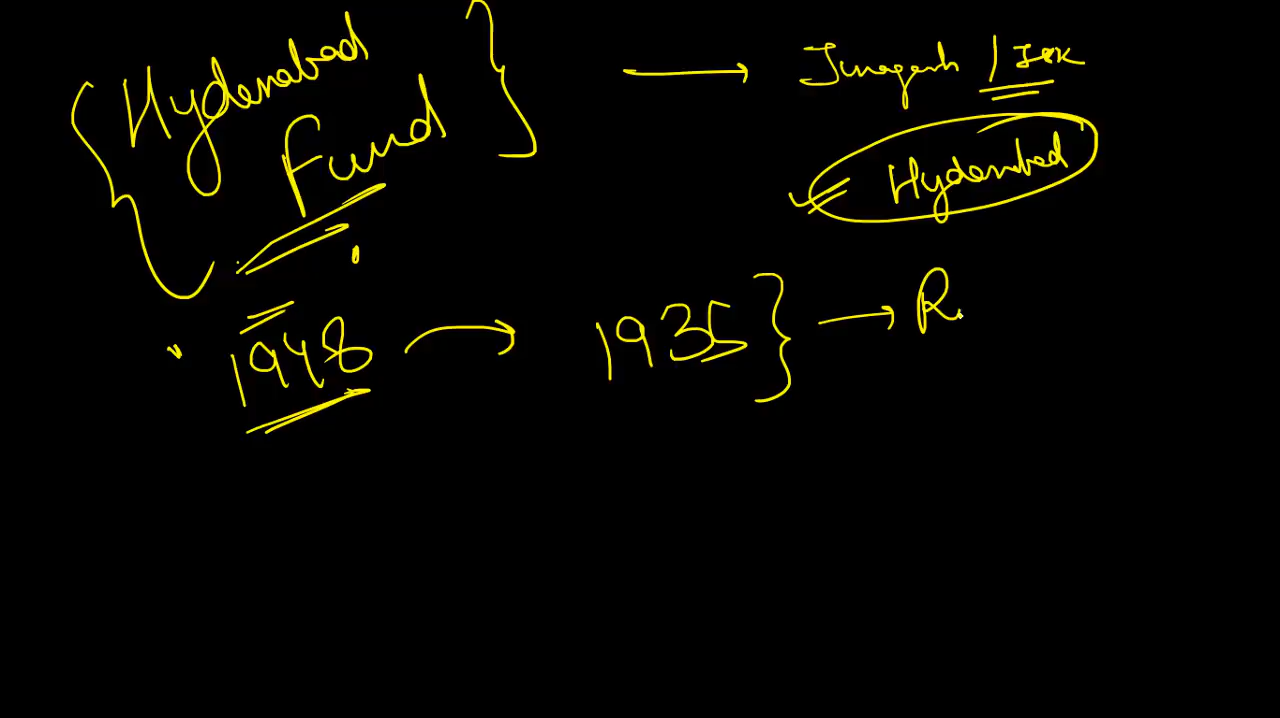 Hyderabad Fund
→ Junagarh / J&K
Hyderabad
1948 → 1935 } → R